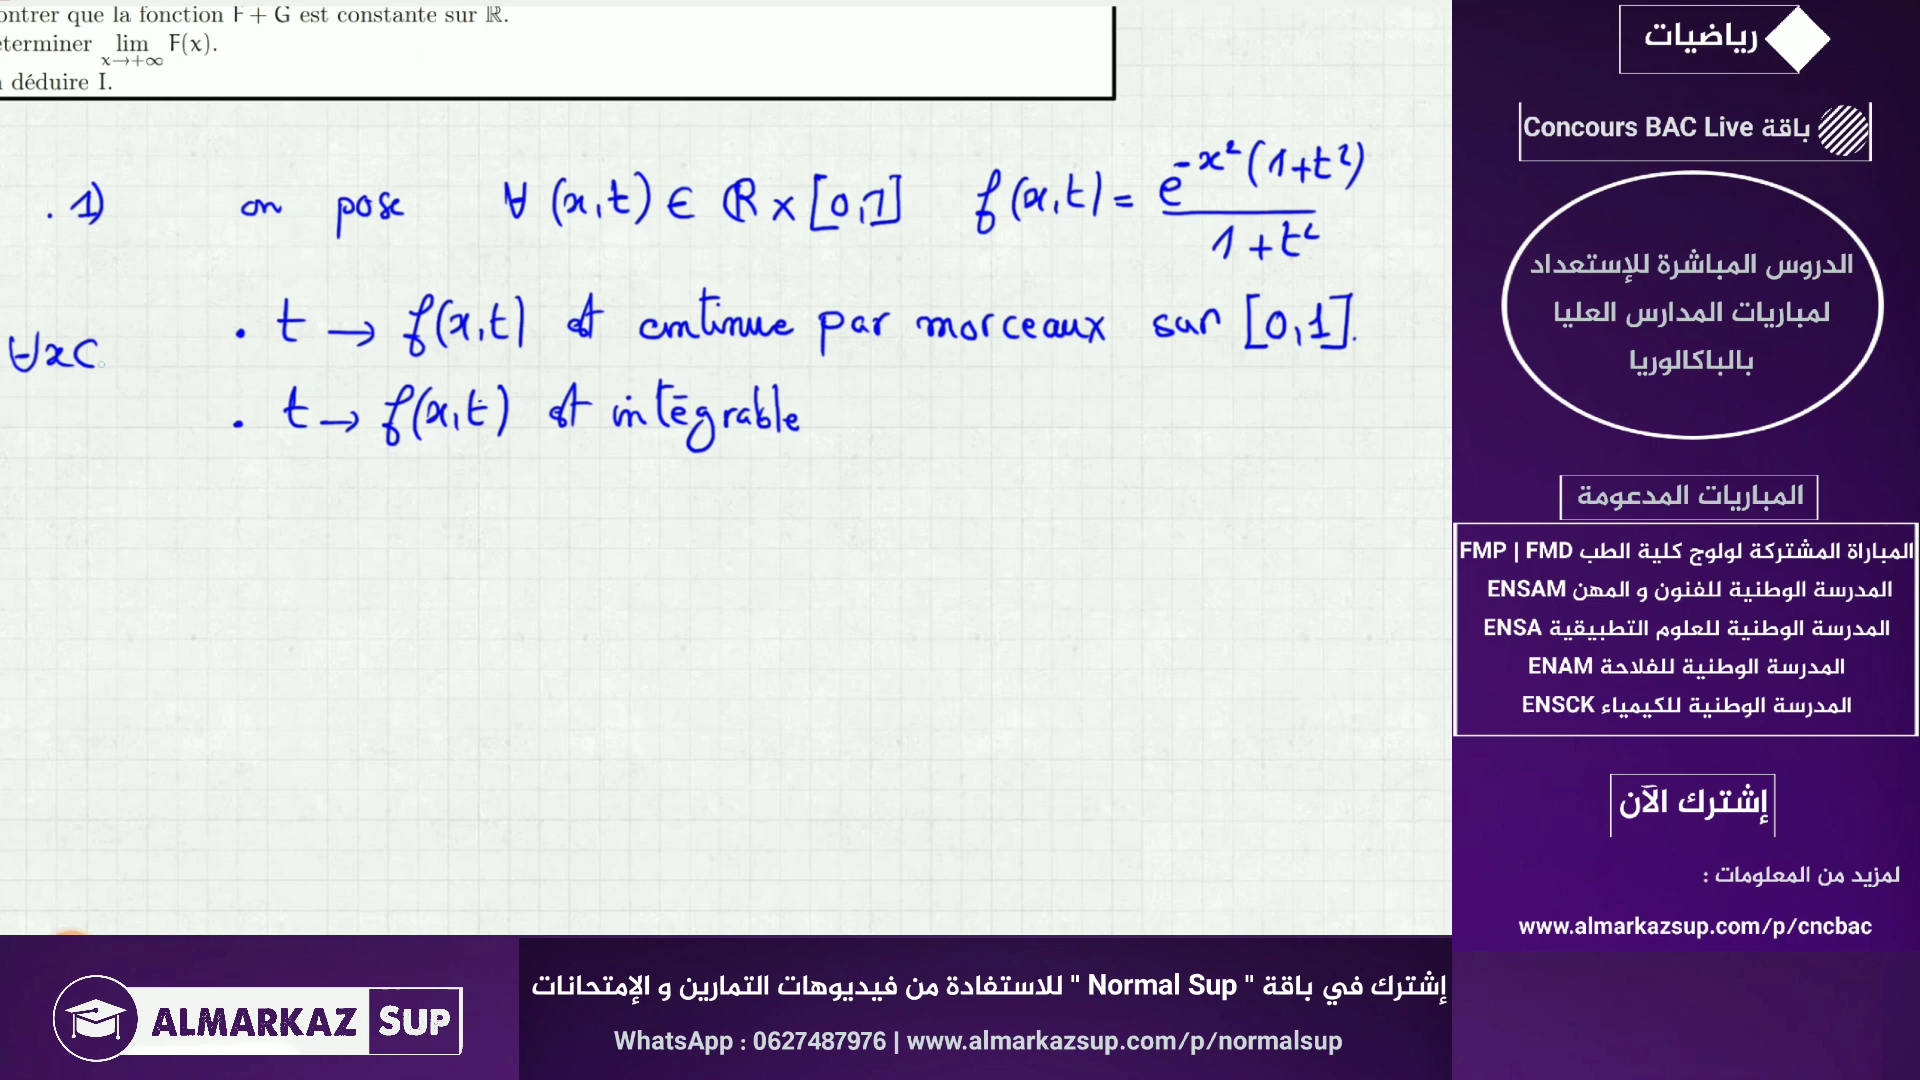 ontrer que la fonction F + G est constante sur ℝ.
terminer lim F(x).
x→+∞
déduire I.
. 1) on pose ∀ (x,t) ∈ ℝ × [0,1] f(x,t) = e^{-x²(1+t²)} / 1+t²
. t → f(x,t) est continue par morceaux sur [0,1].
∀x ∈
. t → f(x,t) est intégrable
رياضيات
باقة Concours BAC Live
الدروس المباشرة للإستعداد
لمباريات المدارس العليا
بالباكالوريا
المباريات المدعومة
المباراة المشتركة لولوج كلية الطب FMP | FMD
المدرسة الوطنية للفنون و المهن ENSAM
المدرسة الوطنية للعلوم التطبيقية ENSA
المدرسة الوطنية للفلاحة ENAM
المدرسة الوطنية للكيمياء ENSCK
إشترك الآن
لمزيد من المعلومات :
www.almarkazsup.com/p/cncbac
ALMARKAZ SUP
إشترك في باقة " Normal Sup " للاستفادة من فيديوهات التمارين و الإمتحانات
WhatsApp : 0627487976 | www.almarkazsup.com/p/normalsup